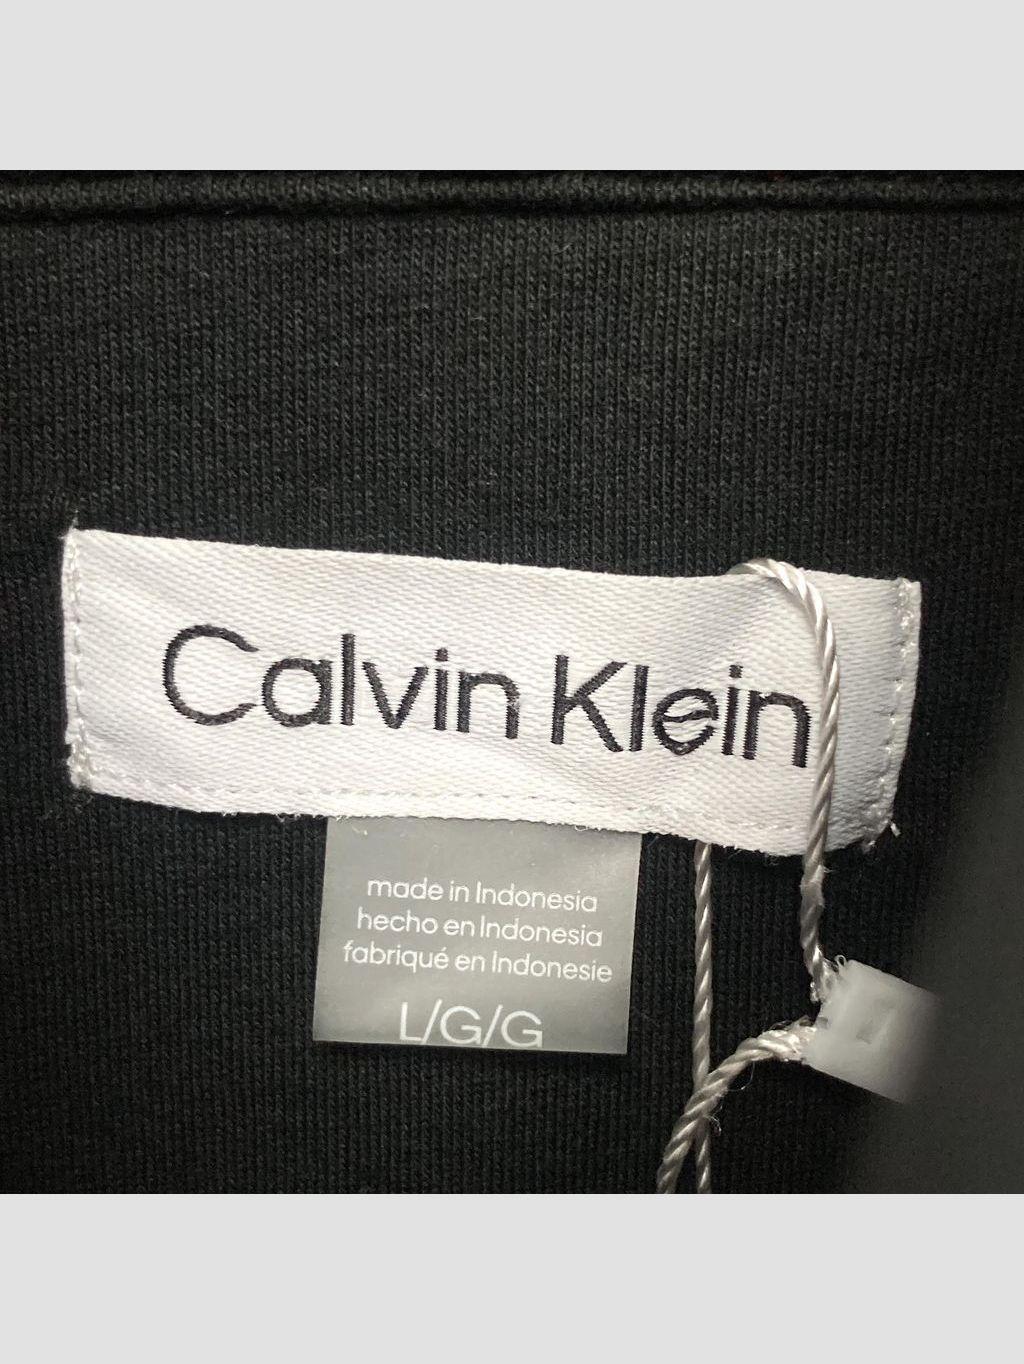 Calvin Klein
made in Indonesia
hecho en Indonesia
fabriqué en Indonesie
L/G/G